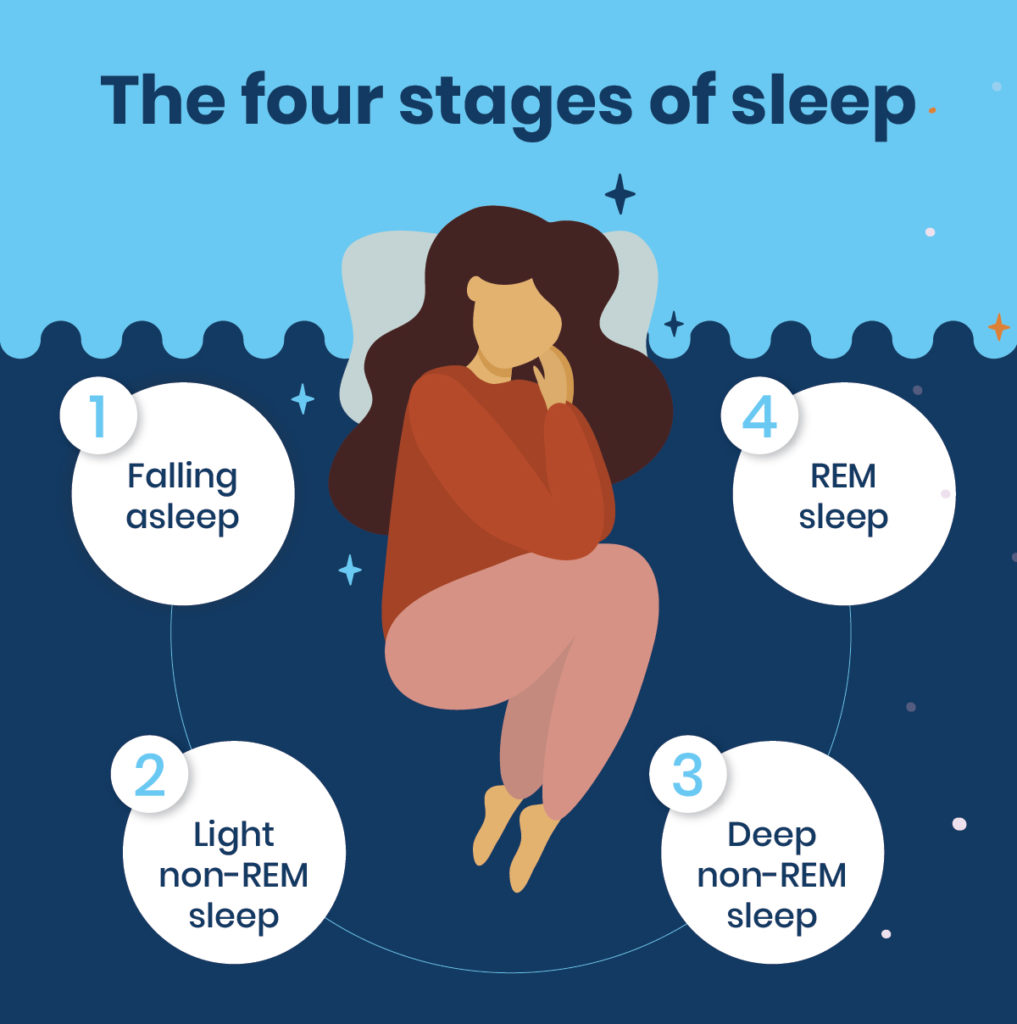 The four stages of sleep
1
Falling
asleep
2
Light
non-REM
sleep
3
Deep
non-REM
sleep
4
REM
sleep